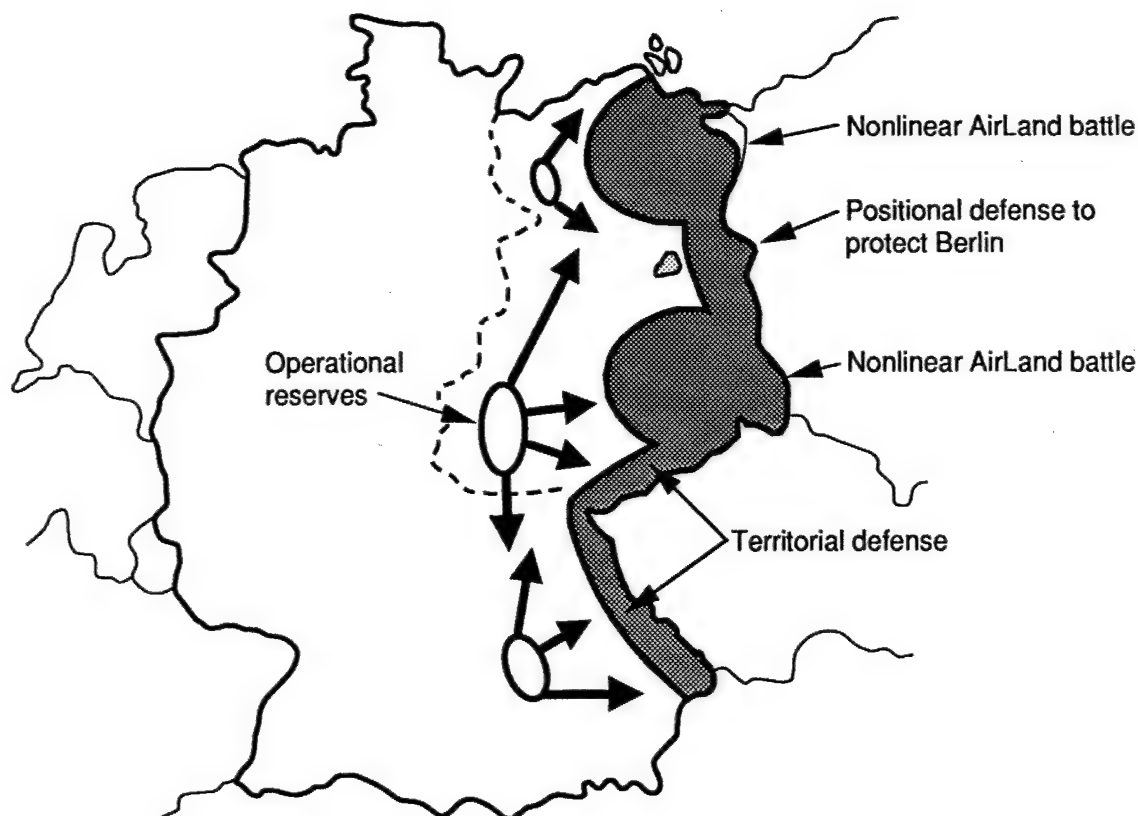 Nonlinear AirLand battle
Positional defense to
protect Berlin
Operational
reserves
Nonlinear AirLand battle
Territorial defense